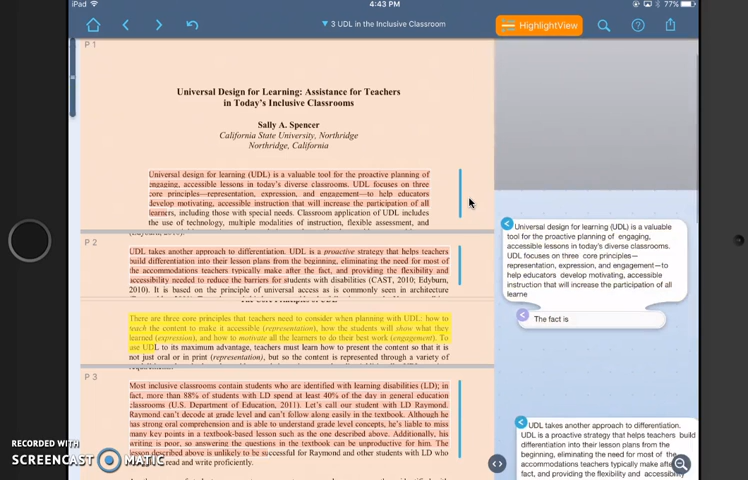 iPad
4:43 PM
77%
3 UDL in the Inclusive Classroom
HighlightView
P 1
Universal Design for Learning: Assistance for Teachers
in Today's Inclusive Classrooms
Sally A. Spencer
California State University, Northridge
Northridge, California
Universal design for learning (UDL) is a valuable tool for the proactive planning of
engaging, accessible lessons in today's diverse classrooms. UDL focuses on three
core principles—representation, expression, and engagement—to help educators
develop motivating, accessible instruction that will increase the participation of all
learners, including those with special needs. Classroom application of UDL includes
the use of technology, multiple modalities of instruction, flexible assessment, and
P 2
UDL takes another approach to differentiation. UDL is a proactive strategy that helps teachers
build differentiation into their lesson plans from the beginning, eliminating the need for most of
the accommodations teachers typically make after the fact, and providing the flexibility and
accessibility needed to reduce the barriers for students with disabilities (CAST, 2010; Edyburn,
2010). It is based on the principle of universal access as is commonly seen in architecture
The Core Principles of UDL
There are three core principles that teachers need to consider when planning with UDL: how to
teach the content to make it accessible (representation), how the students will show what they
learned (expression), and how to motivate all the learners to do their best work (engagement). To
use UDL to its maximum advantage, teachers must learn how to present the content so that it is
not just oral or in print (representation), but so the content is represented through a variety of
P 3
Most inclusive classrooms contain students who are identified with learning disabilities (LD); in
fact, more than 88% of students with LD spend at least 40% of the day in general education
classrooms (U.S. Department of Education, 2011). Let's call our student with LD Raymond.
Raymond can't decode at grade level and can't follow along easily in the textbook. Although he
has strong oral comprehension and is able to understand grade level concepts, he's liable to miss
many key points in a textbook-based lesson such as the one described above. Additionally, his
writing is poor, so answering the questions in the textbook can be unproductive for him. The
lesson described above is unlikely to be successful for Raymond and other students with LD who
read and write proficiently.
Universal design for learning (UDL) is a valuable
tool for the proactive planning of engaging,
accessible lessons in today's diverse classrooms.
UDL focuses on three core principles—
representation, expression, and engagement—to
help educators develop motivating, accessible
instruction that will increase the participation of all
learne
The fact is
UDL takes another approach to differentiation.
UDL is a proactive strategy that helps teachers build
differentiation into their lesson plans from the
beginning, eliminating the need for most of the
accommodations teachers typically make after the
fact, and providing the flexibility and accessibility
RECORDED WITH
SCREENCAST MATIC